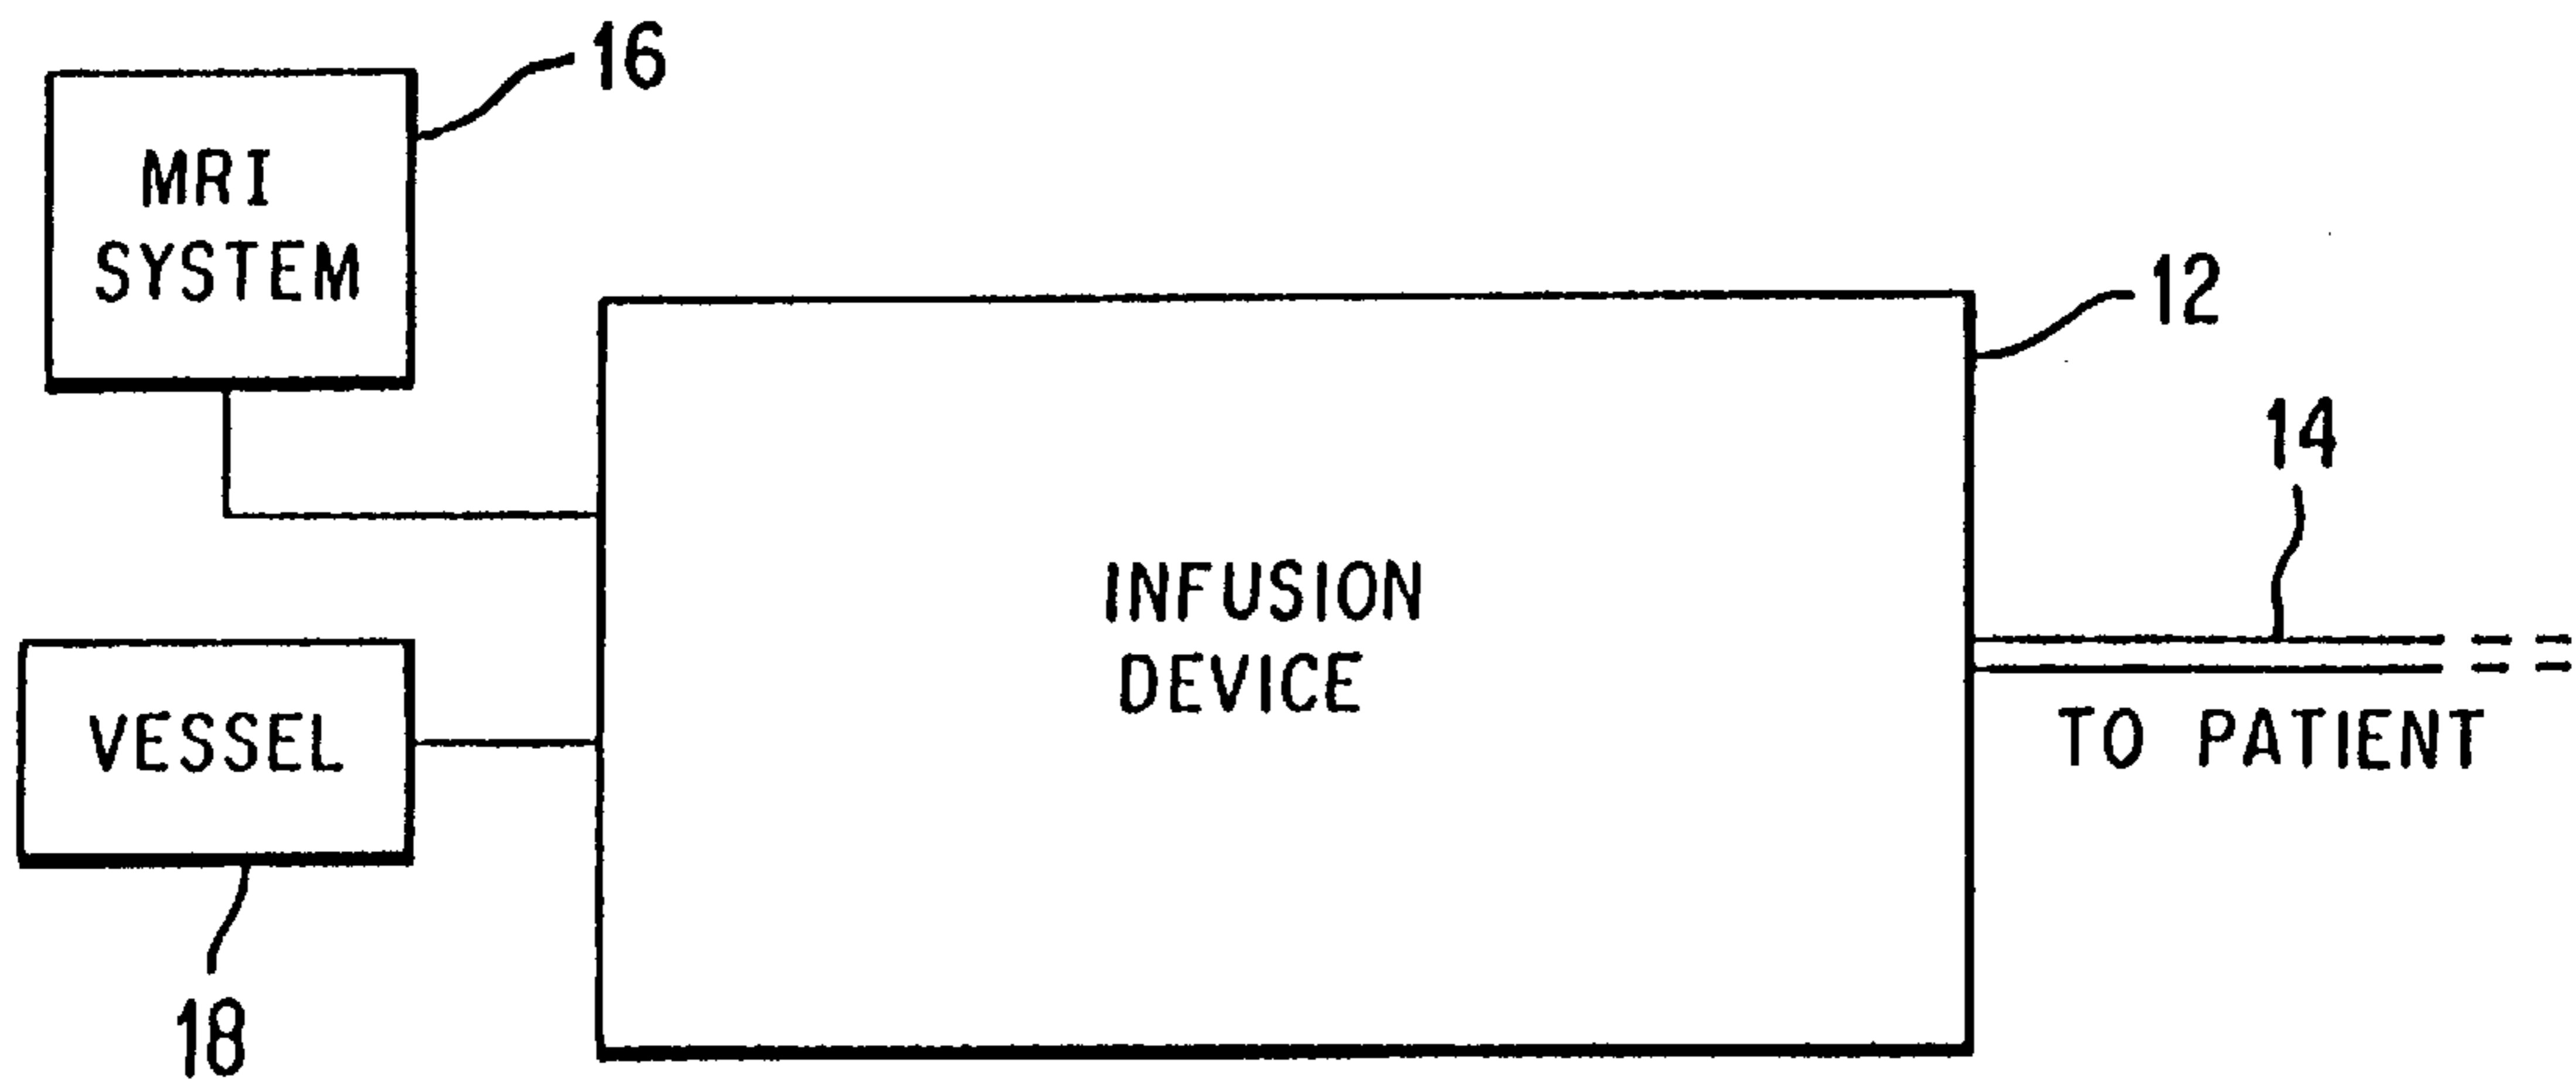 16
MRI
SYSTEM
12
14
INFUSION
DEVICE
VESSEL
TO PATIENT
18